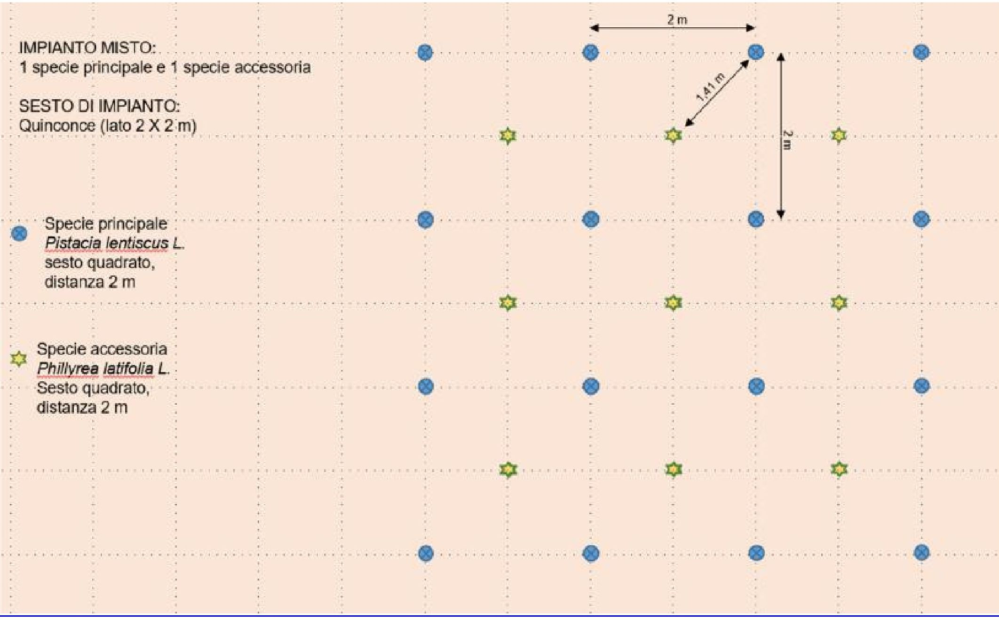 IMPIANTO MISTO:
1 specie principale e 1 specie accessoria
SESTO DI IMPIANTO:
Quinconce (lato 2 X 2 m)
Specie principale
Pistacia lentiscus L.
sesto quadrato,
distanza 2 m
Specie accessoria
Phillyrea latifolia L.
Sesto quadrato,
distanza 2 m
2 m
1,41 m
2 m